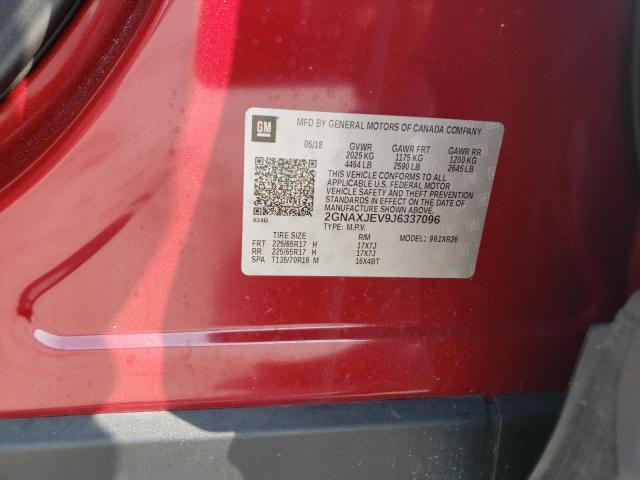 GM
MFD BY GENERAL MOTORS OF CANADA COMPANY
05/18 GVWR GAWR FRT GAWR RR
2025 KG 1175 KG 1200 KG
4464 LB 2590 LB 2645 LB
THIS VEHICLE CONFORMS TO ALL
APPLICABLE U.S. FEDERAL MOTOR
VEHICLE SAFETY AND THEFT PREVENTION
STANDARDS IN EFFECT ON THE DATE
OF MANUFACTURE SHOWN ABOVE.
434B 2GNAXJEV9J6337096
TYPE: M.P.V.
TIRE SIZE RIM MODEL: 961XR26
FRT 225/65R17 H 17X7J
RR 225/65R17 H 17X7J
SPA T135/70R16 M 16X4BT